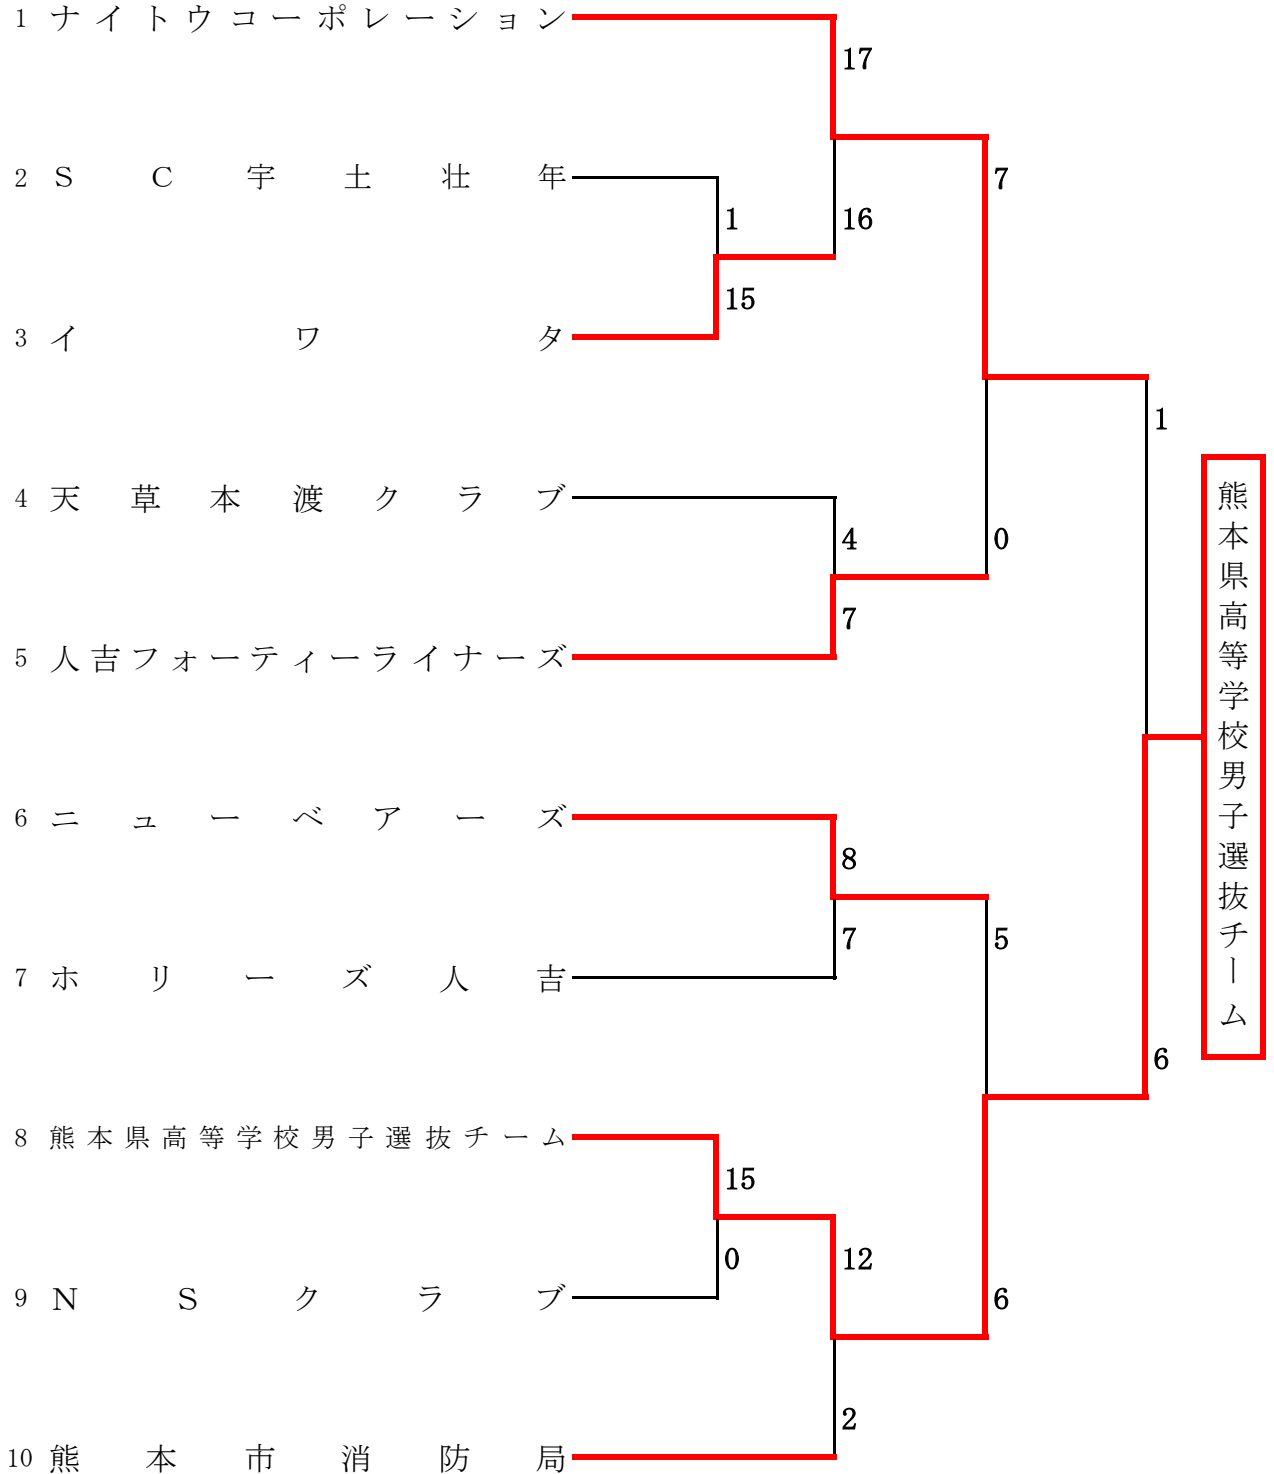 1 ナイトウコーポレーション
17
2 ＳＣ宇土壮年
7
1
16
15
3 イワタ
1
4 天草本渡クラブ
4
0
7
5 人吉フォーティーライナーズ
熊本県高等学校男子選抜チーム
6 ニューベアーズ
8
7
5
7 ホリーズ人吉
6
8 熊本県高等学校男子選抜チーム
15
0
12
9 ＮＳクラブ
6
2
10 熊本市消防局